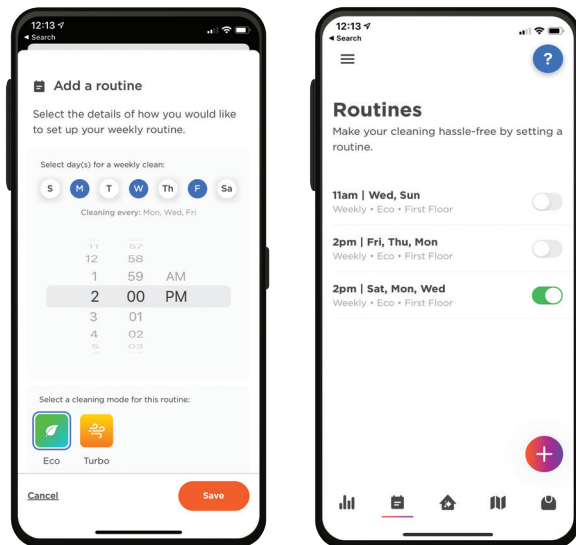 12:13
Search
Add a routine
Select the details of how you would like
to set up your weekly routine.
Select day(s) for a weekly clean:
S M T W Th F Sa
Cleaning every: Mon, Wed, Fri
11 57
12 58
1 59 AM
2 00 PM
3 01
4 02
5 03
Select a cleaning mode for this routine:
Eco Turbo
Cancel Save
12:13
Search
?
Routines
Make your cleaning hassle-free by setting a
routine.
11am | Wed, Sun
Weekly • Eco • First Floor
2pm | Fri, Thu, Mon
Weekly • Eco • First Floor
2pm | Sat, Mon, Wed
Weekly • Eco • First Floor